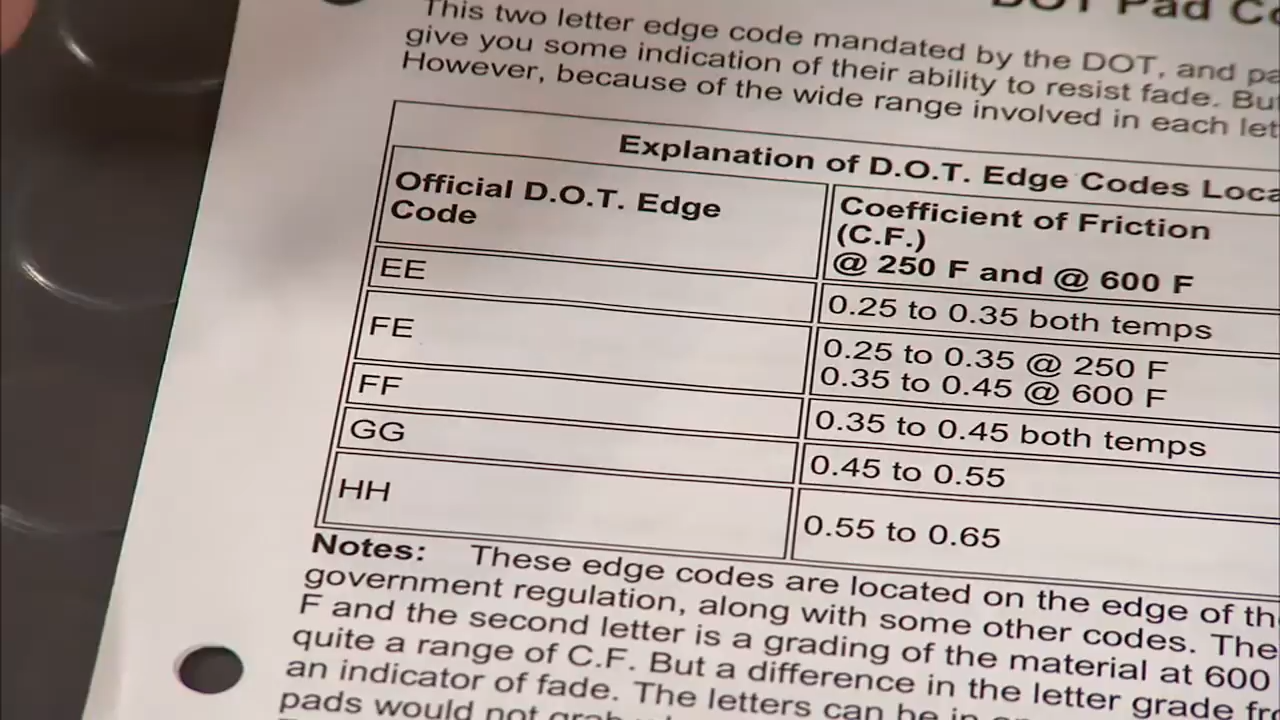 DOT Pad
This two letter edge code mandated by the DOT, and
give you some indication of their ability to resist fade. But
However, because of the wide range involved in each
Explanation of D.O.T. Edge Codes
Official D.O.T. Edge
Code
Coefficient of Friction
(C.F.)
@ 250 F and @ 600 F
EE
0.25 to 0.35 both temps
FE
0.25 to 0.35 @ 250 F
0.35 to 0.45 @ 600 F
FF
0.35 to 0.45 both temps
GG
0.45 to 0.55
HH
0.55 to 0.65
Notes: These edge codes are located on the edge of
government regulation, along with some other codes. The
F and the second letter is a grading of the material at 600
quite a range of C.F. But a difference in the letter grade
an indicator of fade. The letters can be in
pads would not